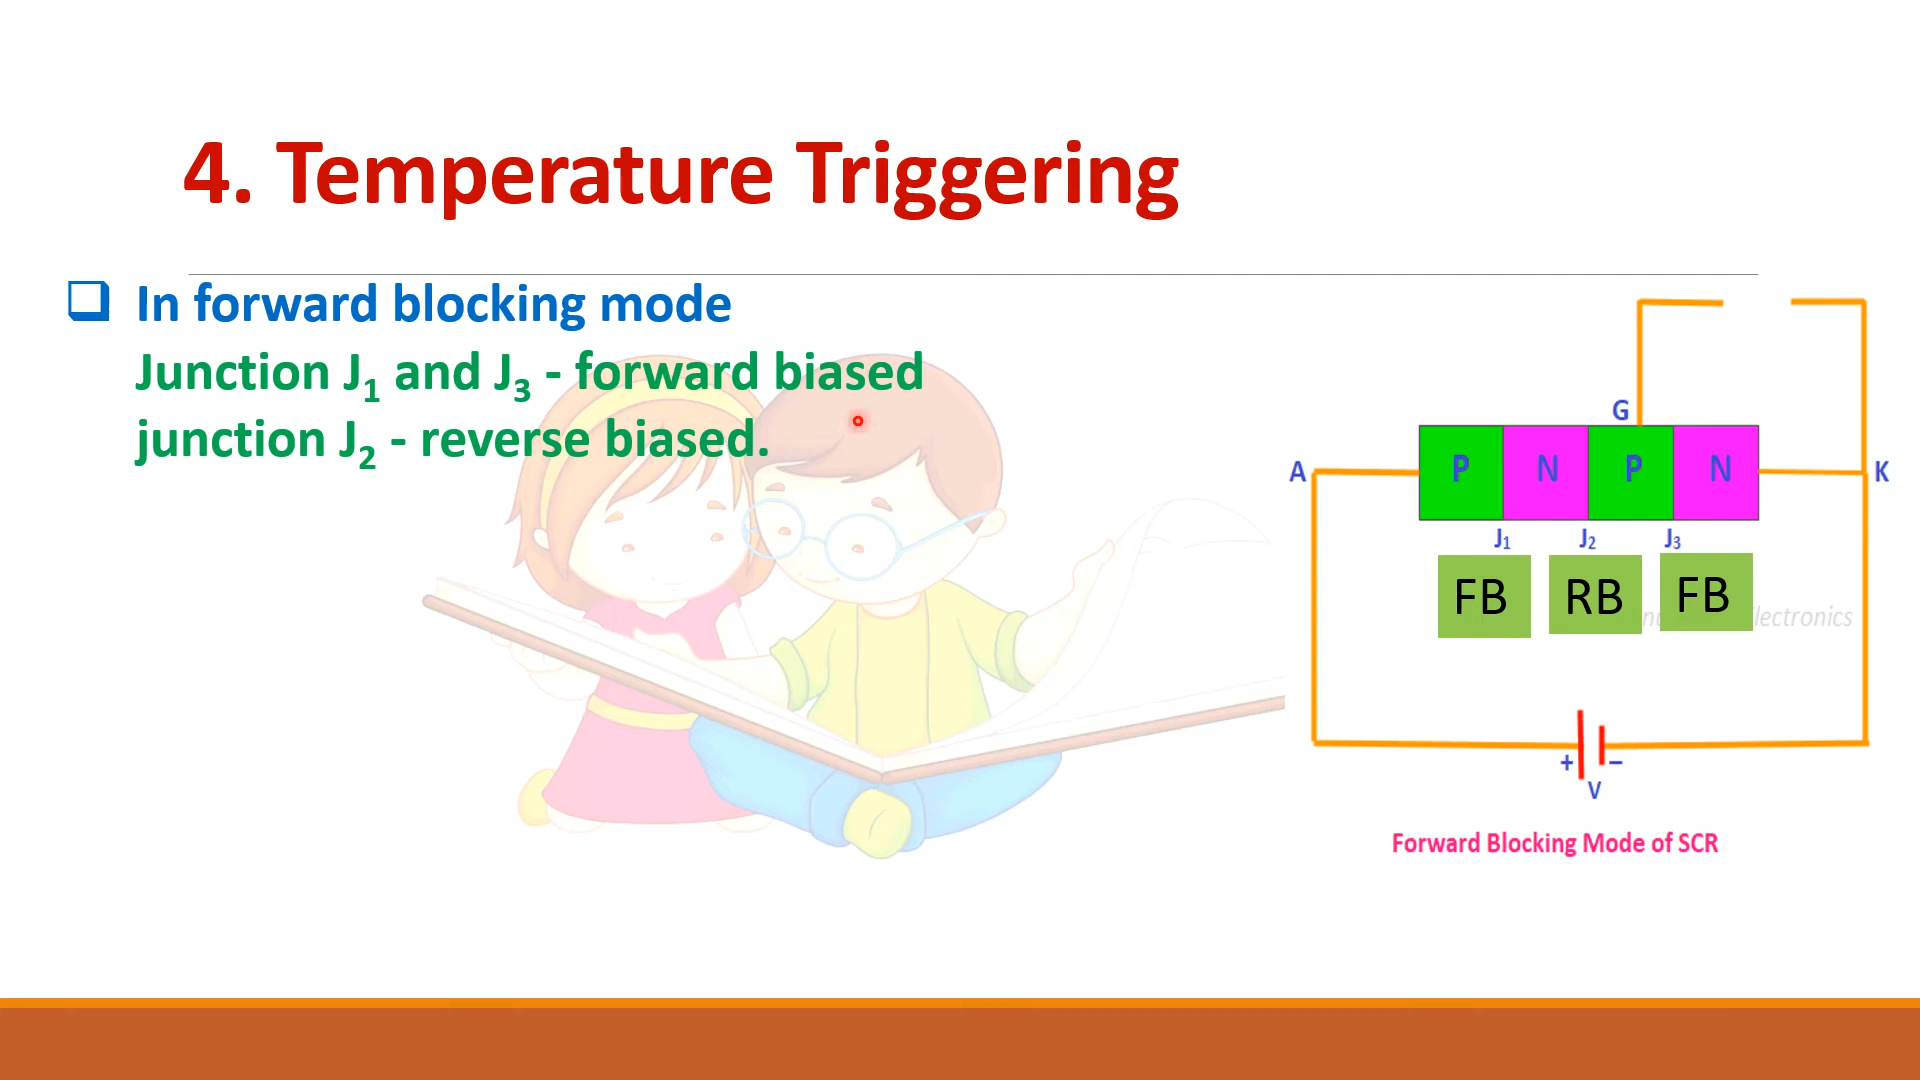 4. Temperature Triggering
In forward blocking mode
Junction J₁ and J₃ - forward biased
junction J₂ - reverse biased.
G
A
P N P N
K
J₁ J₂ J₃
FB RB FB
lectronics
+ –
V
Forward Blocking Mode of SCR